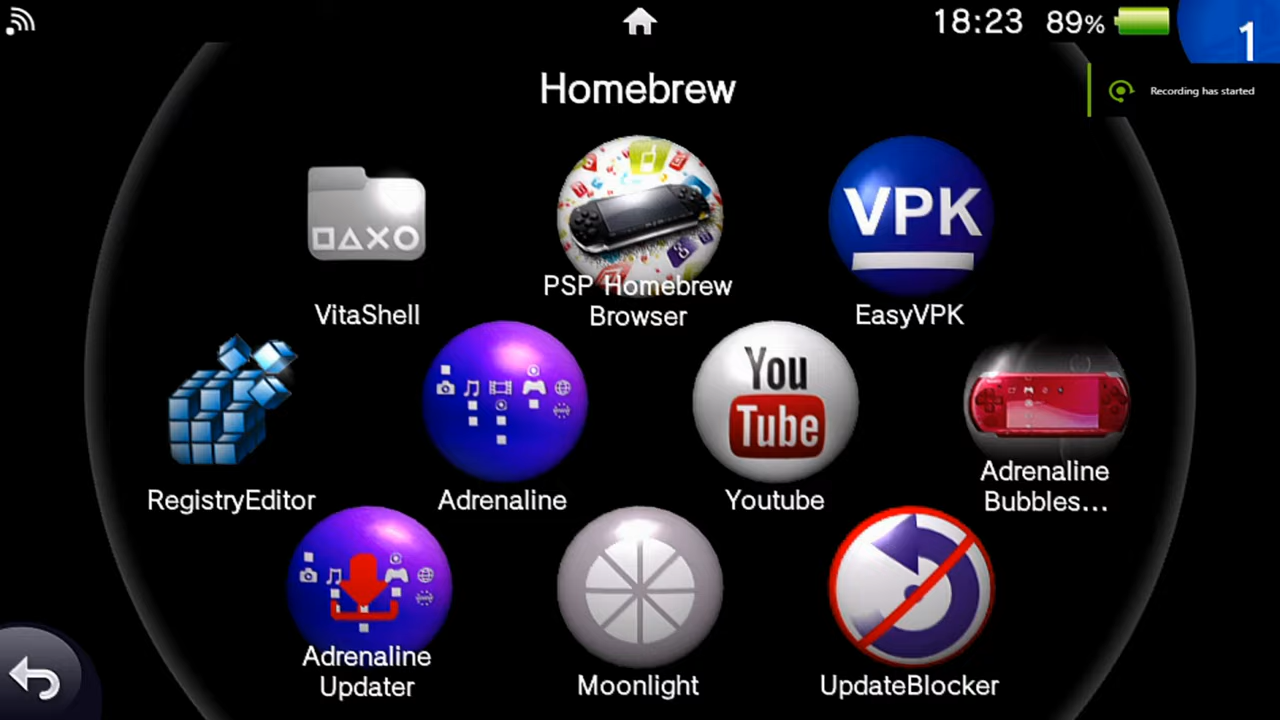 18:23 89% 1
Recording has started
Homebrew
VPK
VitaShell
PSP Homebrew
Browser
EasyVPK
You
Tube
RegistryEditor
Adrenaline
Youtube
Adrenaline
Bubbles...
Adrenaline
Updater
Moonlight
UpdateBlocker